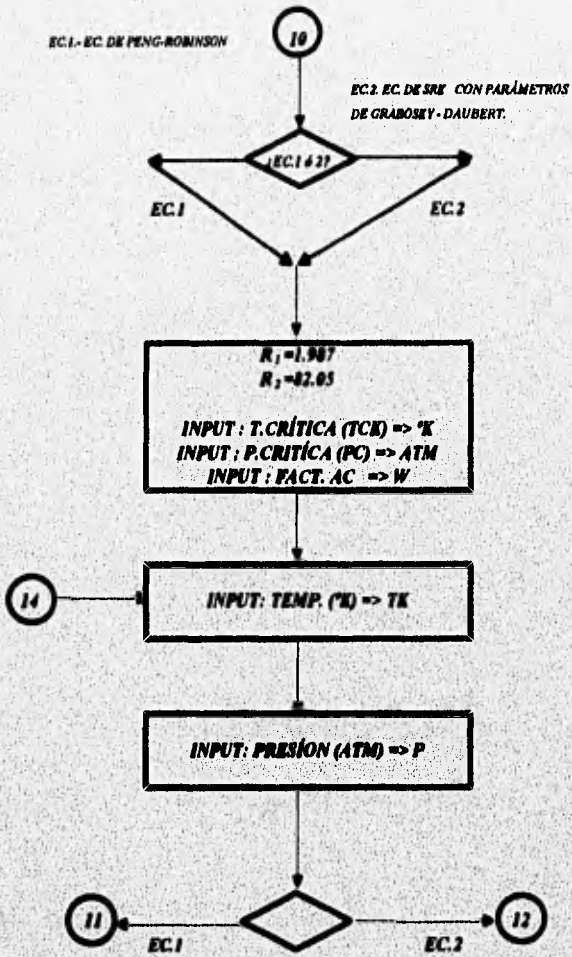 EC.1.- EC. DE PENG-ROBINSON
10
EC.2. EC. DE SRK CON PARÁMETROS
DE GRABOSKY - DAUBERT.
¿EC.1 ó 2?
EC.1
EC.2
R₁=1.987
R₂=82.05
INPUT : T.CRÍTICA (TCK) => °K
INPUT : P.CRITÍCA (PC) => ATM
INPUT : FACT. AC => W
14
INPUT: TEMP. (°K) => TK
INPUT: PRESÍON (ATM) => P
11
EC.1
EC.2
12